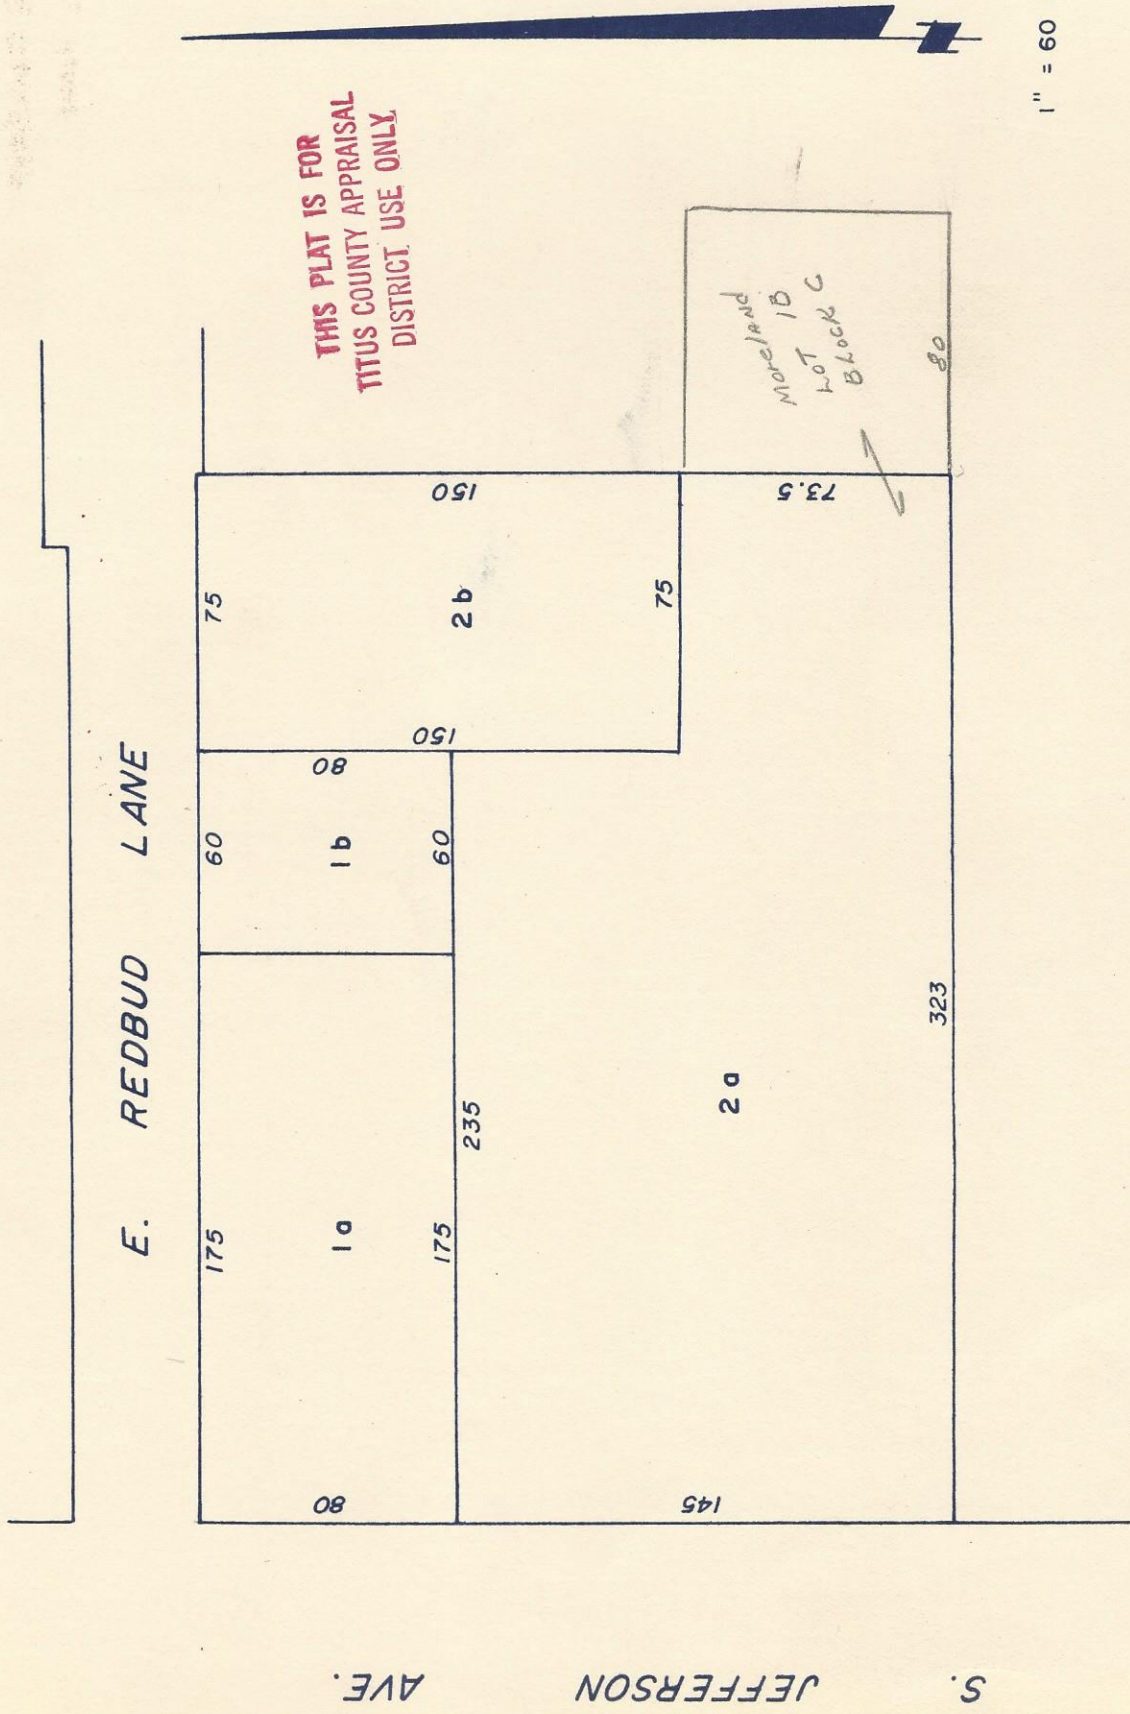 1" = 60
THIS PLAT IS FOR
TITUS COUNTY APPRAISAL
DISTRICT USE ONLY.
E. REDBUD LANE
175
60
75
80
1a
175
1b
80
60
2b
150
150
75
235
2a
145
73.5
323
Moreland
LOT 1B
BLOCK C
80
S. JEFFERSON AVE.